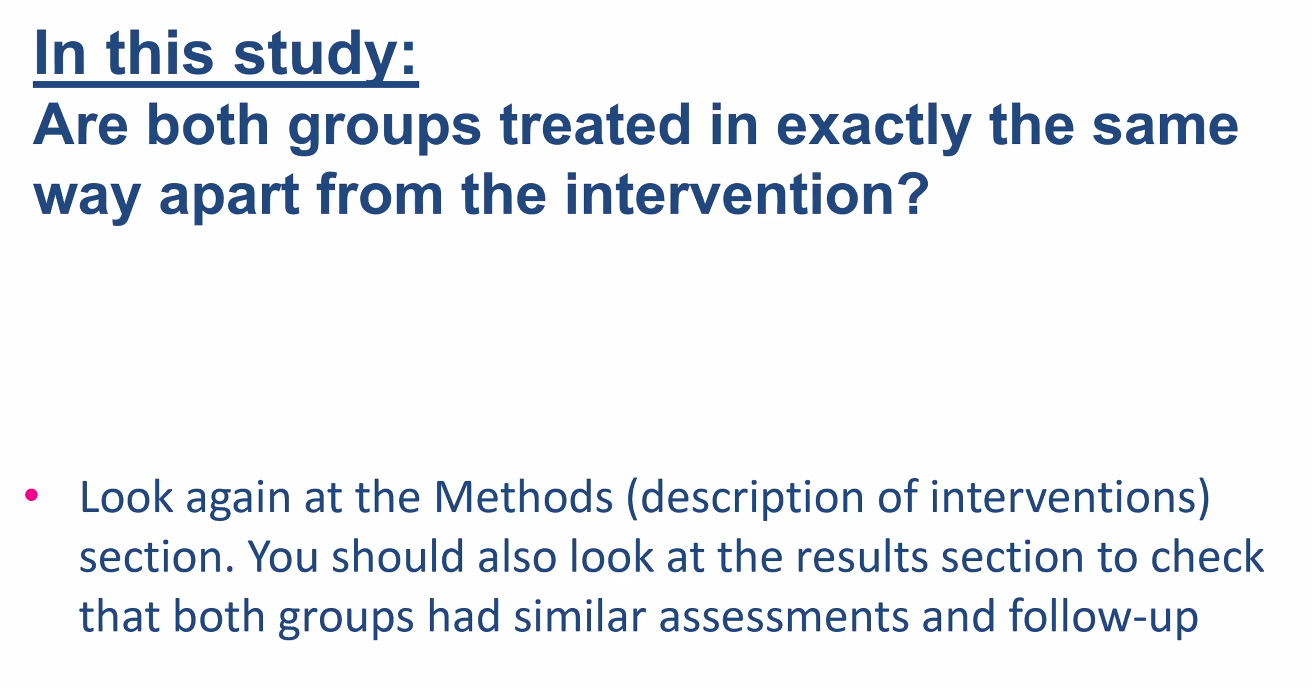 In this study:
Are both groups treated in exactly the same
way apart from the intervention?
• Look again at the Methods (description of interventions)
section. You should also look at the results section to check
that both groups had similar assessments and follow-up